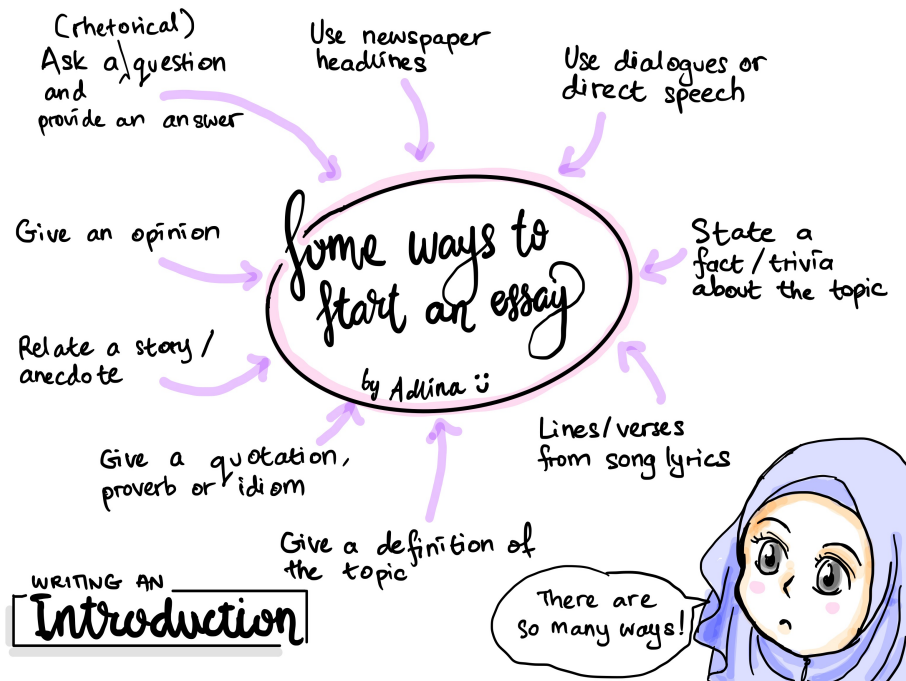 (rhetorical)
Ask a question
and
provide an answer
Use newspaper
headlines
Use dialogues or
direct speech
Give an opinion
Some ways to
start an essay
by Adlina
State a
fact/trivia
about the topic
Relate a story/
anecdote
Lines/verses
from song lyrics
Give a quotation,
proverb or idiom
Give a definition of
the topic
WRITING AN
Introduction
There are
so many ways!